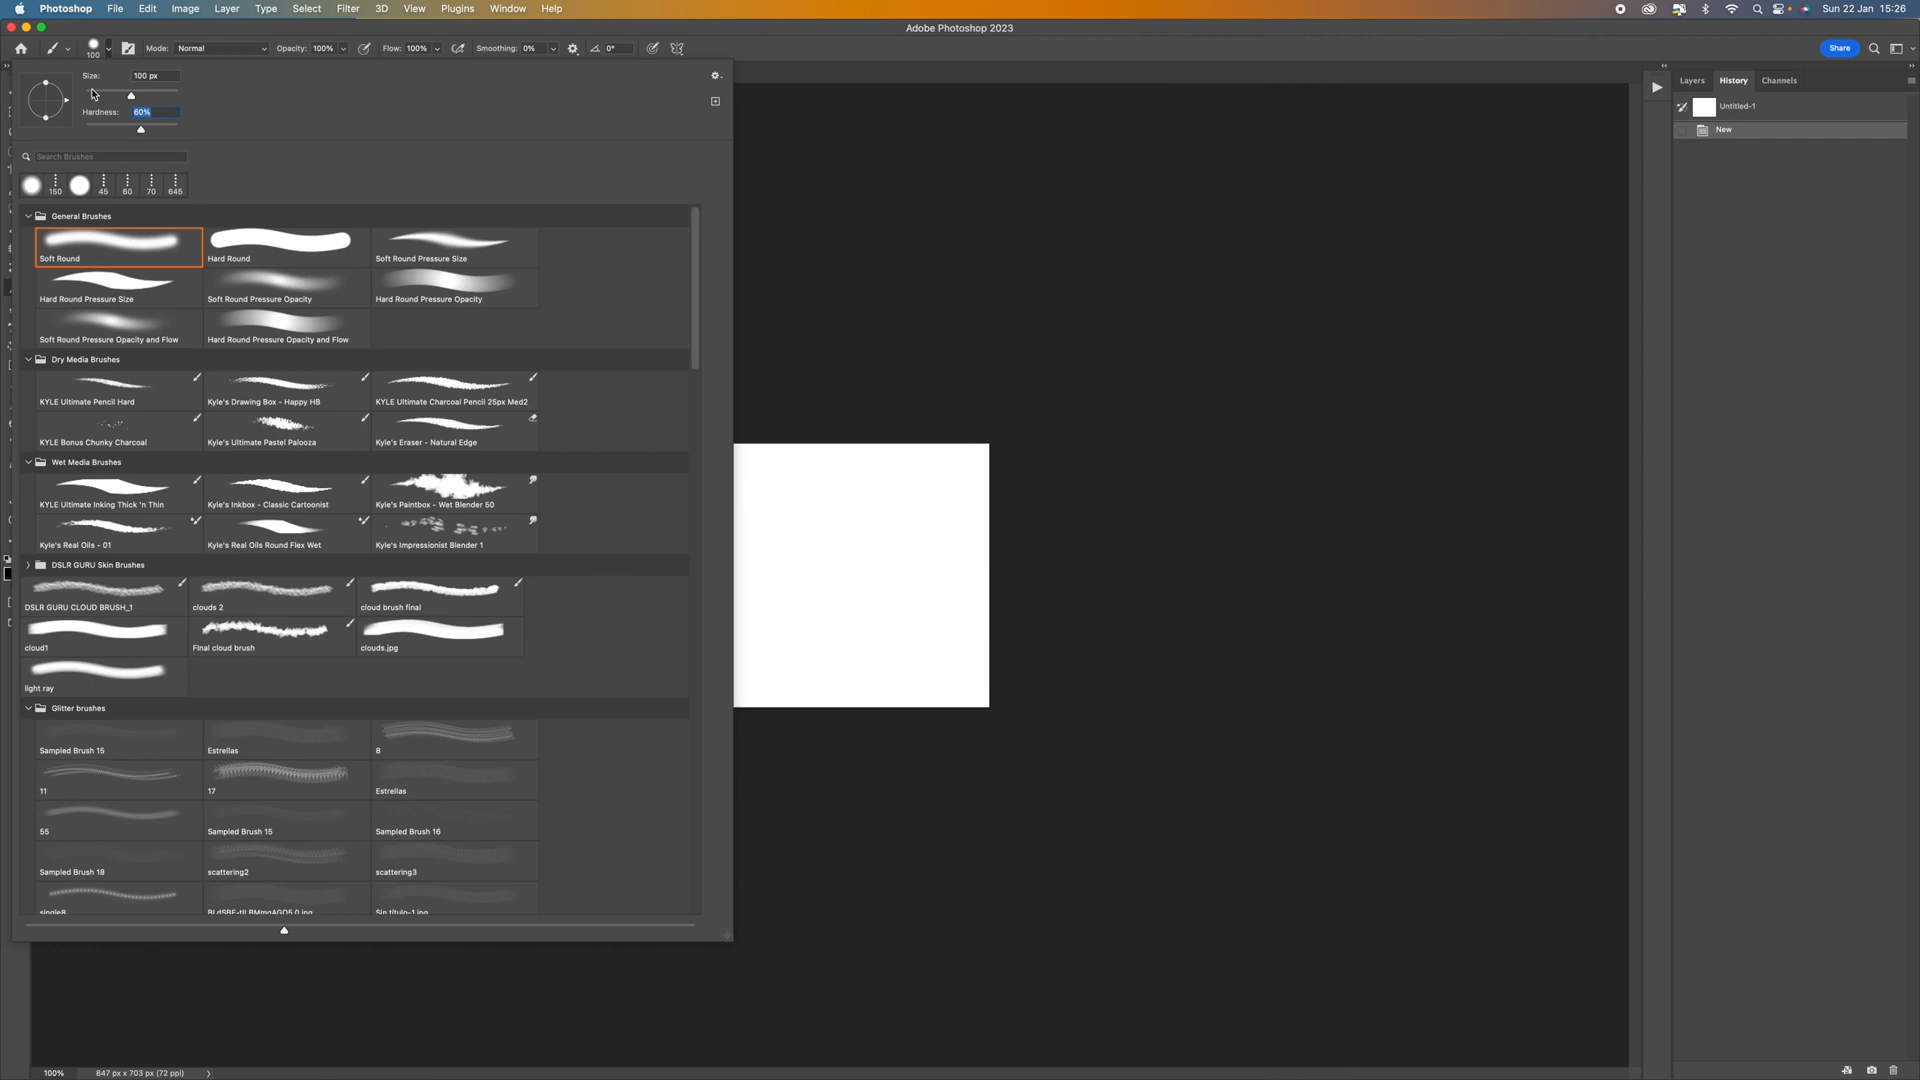 Photoshop File Edit Image Layer Type Select Filter 3D View Plugins Window Help Sun 22 Jan 15:26
Adobe Photoshop 2023
100 Mode: Normal Opacity: 100% Flow: 100% Smoothing: 0% 0° Share
Size: 100 px
Hardness: 60%
Layers History Channels
Untitled-1
New
Search Brushes
150 45 60 70 645
General Brushes
Soft Round Hard Round Soft Round Pressure Size
Hard Round Pressure Size Soft Round Pressure Opacity Hard Round Pressure Opacity
Soft Round Pressure Opacity and Flow Hard Round Pressure Opacity and Flow
Dry Media Brushes
KYLE Ultimate Pencil Hard Kyle's Drawing Box - Happy HB KYLE Ultimate Charcoal Pencil 25px Med2
KYLE Bonus Chunky Charcoal Kyle's Ultimate Pastel Palooza Kyle's Eraser - Natural Edge
Wet Media Brushes
KYLE Ultimate Inking Thick 'n Thin Kyle's Inkbox - Classic Cartoonist Kyle's Paintbox - Wet Blender 50
Kyle's Real Oils - 01 Kyle's Real Oils Round Flex Wet Kyle's Impressionist Blender 1
DSLR GURU Skin Brushes
DSLR GURU CLOUD BRUSH_1 clouds 2 cloud brush final
cloud1 Final cloud brush clouds.jpg
light ray
Glitter brushes
Sampled Brush 15 Estrellas 8
11 17 Estrellas
55 Sampled Brush 15 Sampled Brush 16
Sampled Brush 18 scattering2 scattering3
single8 Sin título-1.jpg
100% 847 px x 703 px (72 ppi)